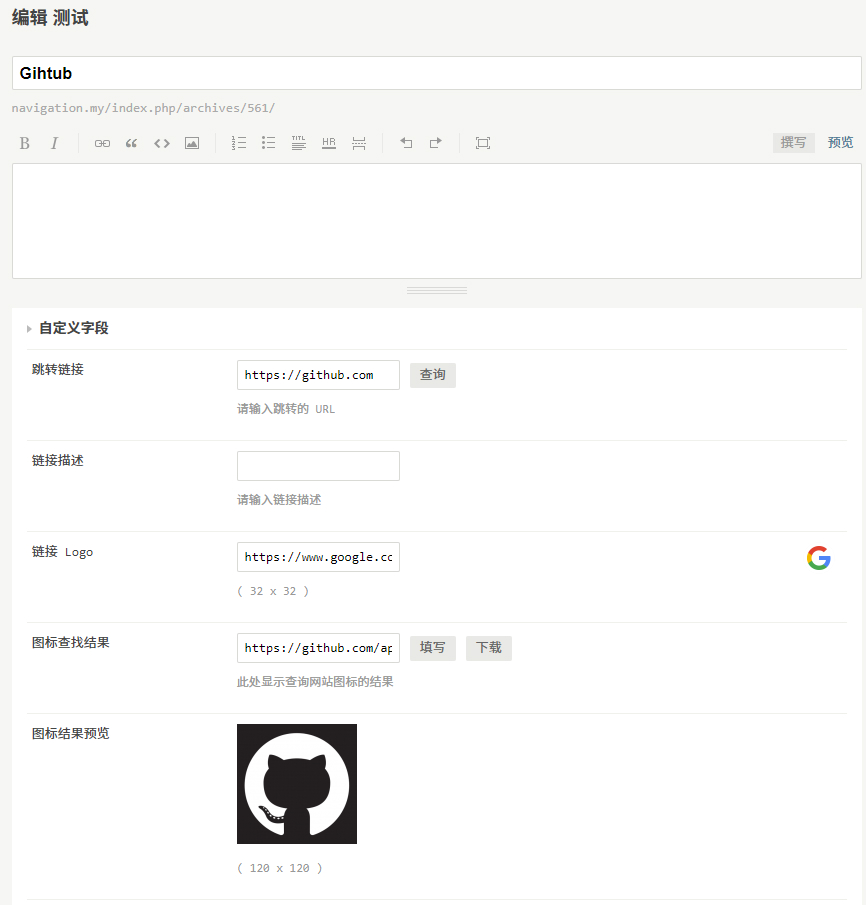 编辑 测试
Gihtub
navigation.my/index.php/archives/561/
B I TITL HR 撰写 预览
自定义字段
跳转链接 https://github.com 查询
请输入跳转的 URL
链接描述
请输入链接描述
链接 Logo https://www.google.cc
( 32 x 32 )
图标查找结果 https://github.com/ap 填写 下载
此处显示查询网站图标的结果
图标结果预览
( 120 x 120 )